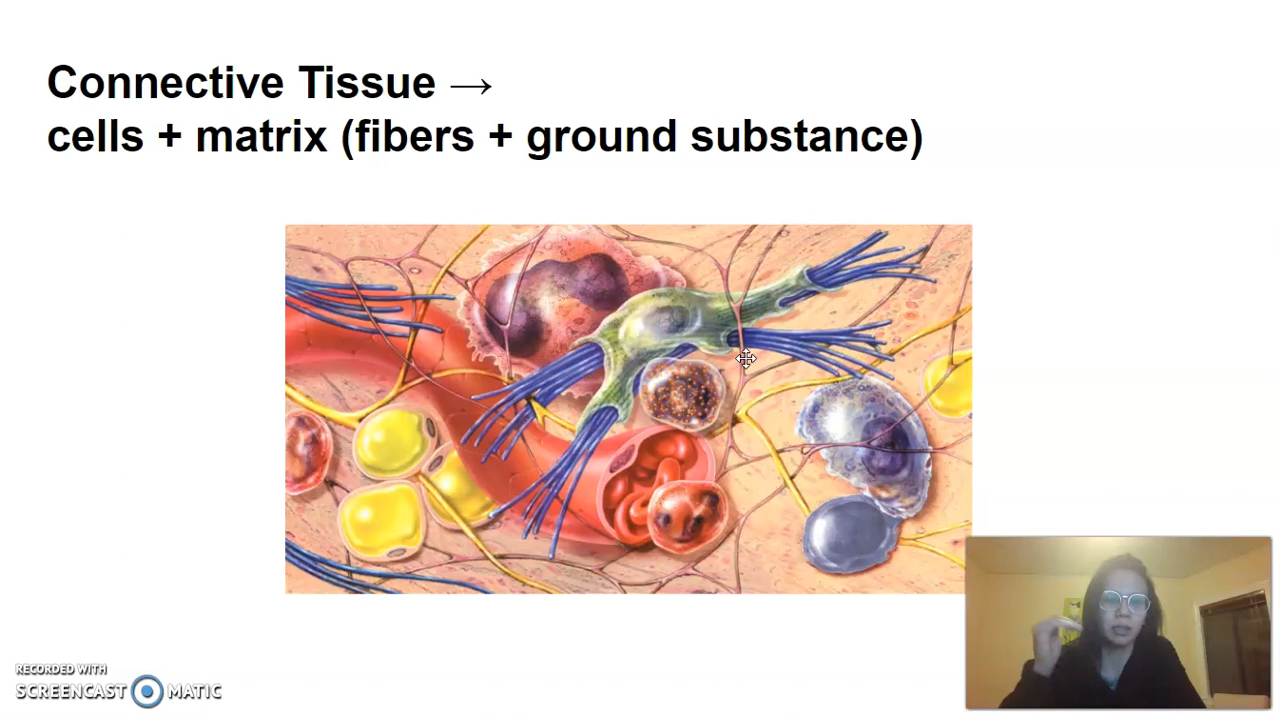 Connective Tissue →
cells + matrix (fibers + ground substance)
RECORDED WITH
SCREENCAST MATIC